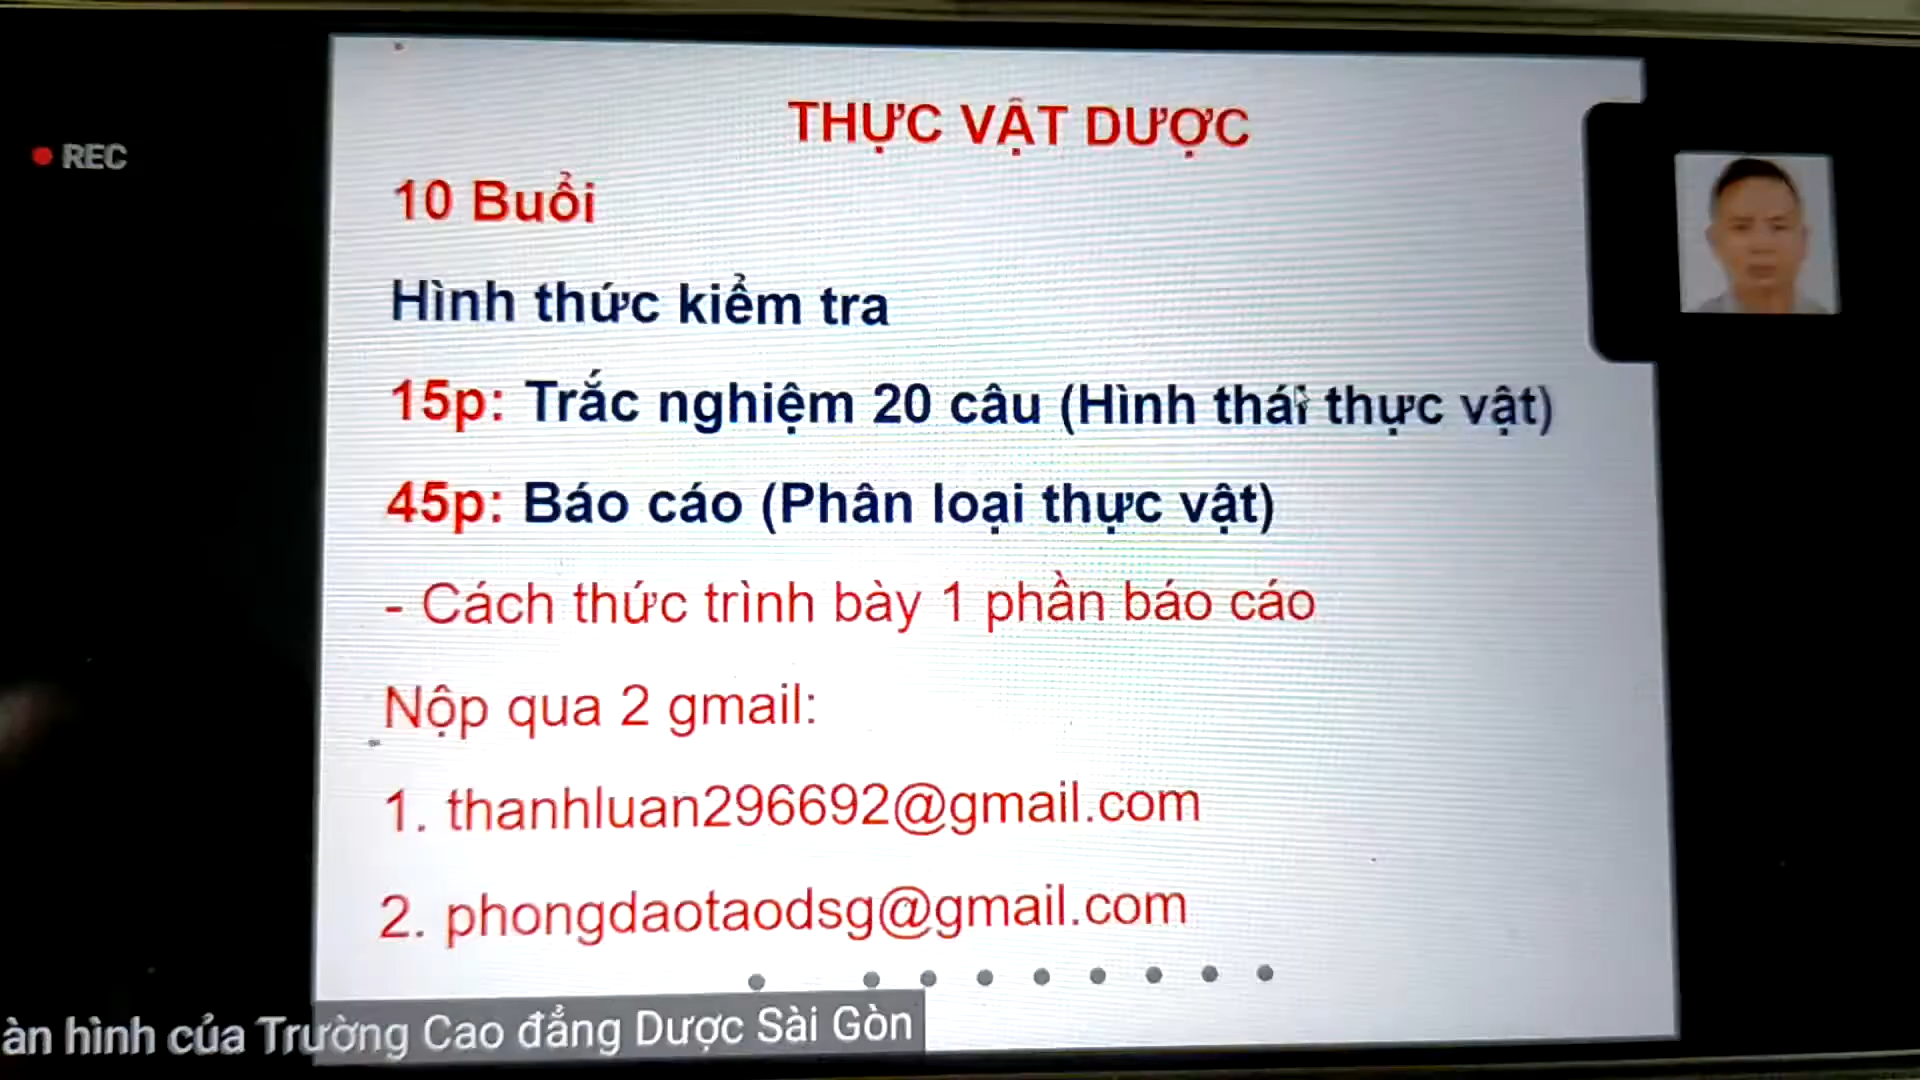 THỰC VẬT DƯỢC
REC
10 Buổi
Hình thức kiểm tra
15p: Trắc nghiệm 20 câu (Hình thái thực vật)
45p: Báo cáo (Phân loại thực vật)
- Cách thức trình bày 1 phần báo cáo
Nộp qua 2 gmail:
1. thanhluan296692@gmail.com
2. phongdaotaodsg@gmail.com
àn hình của Trường Cao đẳng Dược Sài Gòn